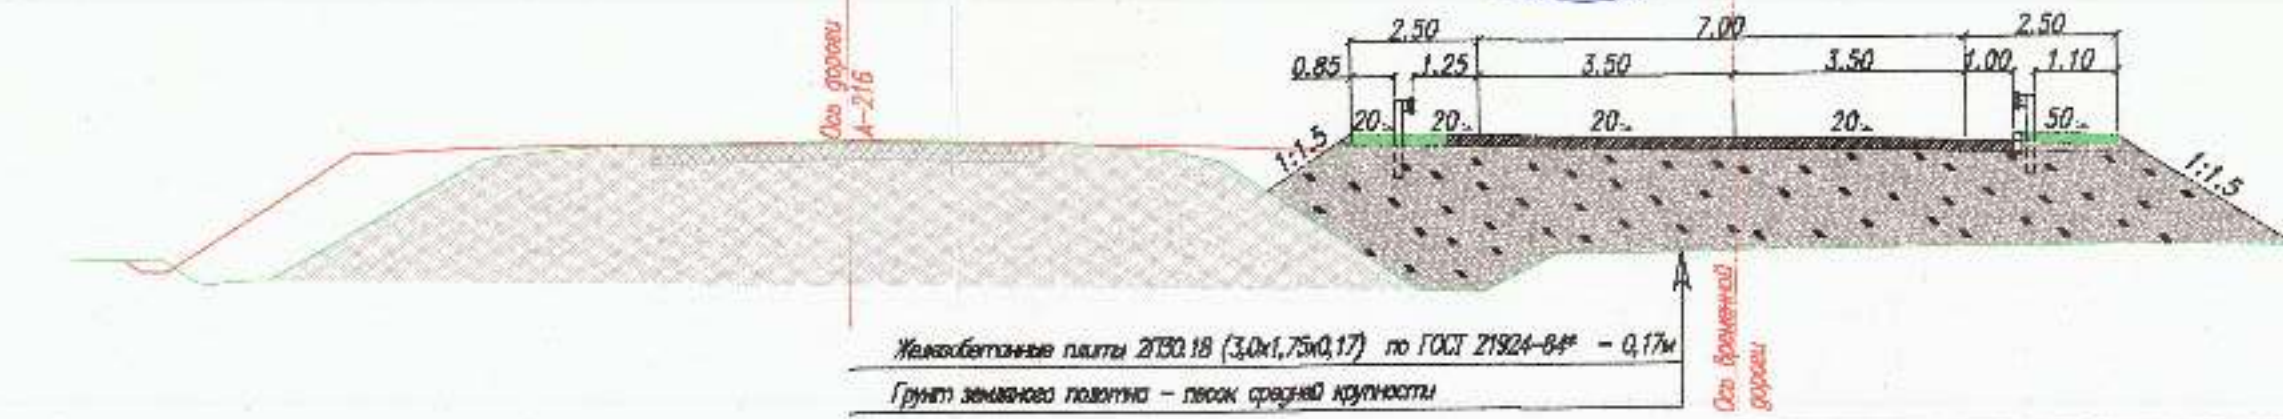 Ось дороги
А-216
2.50 7.00 2.50
0.85 1.25 3.50 3.50 1.00 1.10
20‰ 20‰ 20‰ 20‰ 50‰
1:1.5
1:1.5
Железобетонные плиты 2П30.18 (3,0х1,75х0,17) по ГОСТ 21924-84* - 0,17м
Грунт земляного полотна - песок средней крупности
Ось временной
дороги